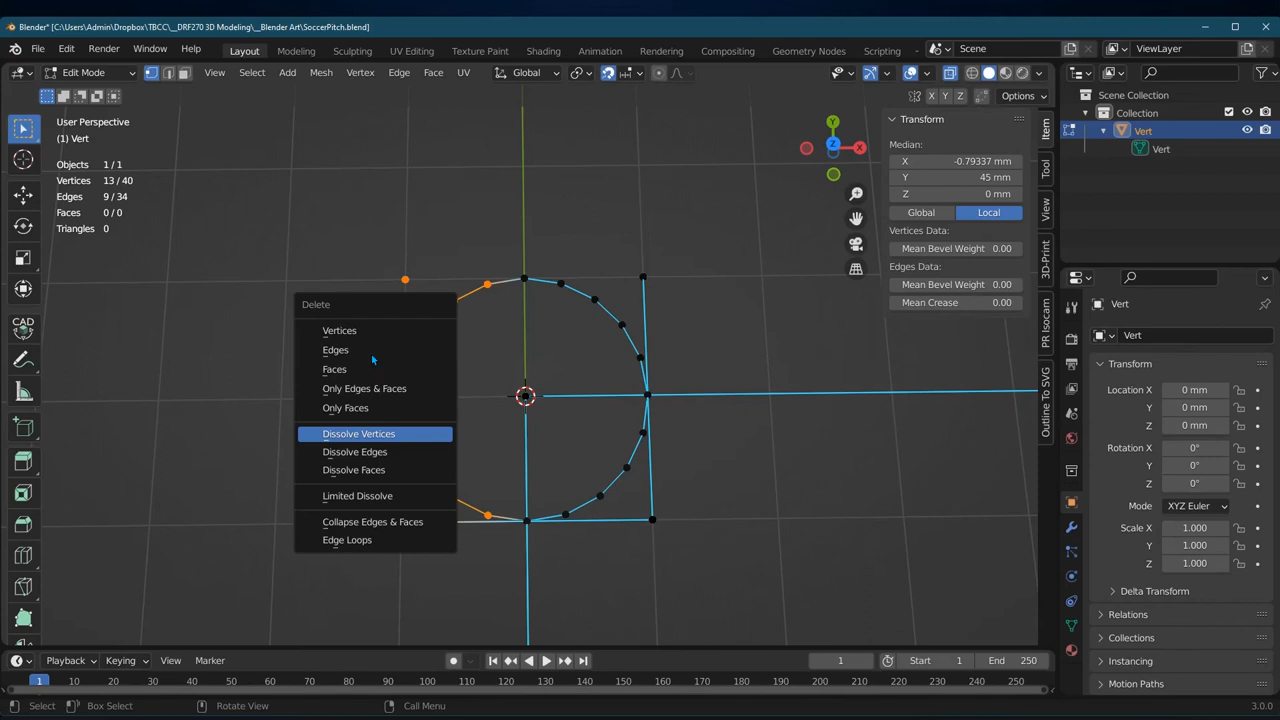 Blender* [C:\Users\Admin\Dropbox\TBCC\__DRF270 3D Modeling\__Blender Art\SoccerPitch.blend]
File Edit Render Window Help Layout Modeling Sculpting UV Editing Texture Paint Shading Animation Rendering Compositing Geometry Nodes Scripting Scene ViewLayer
Edit Mode View Select Add Mesh Vertex Edge Face UV Global
X Y Z Options
User Perspective
(1) Vert
Objects 1/1
Vertices 13 / 40
Edges 9 / 34
Faces 0 / 0
Triangles 0
Delete
Vertices
Edges
Faces
Only Edges & Faces
Only Faces
Dissolve Vertices
Dissolve Edges
Dissolve Faces
Limited Dissolve
Collapse Edges & Faces
Edge Loops
Y
X
Z
Transform
Median:
X -0.79337 mm
Y 45 mm
Z 0 mm
Global Local
Vertices Data:
Mean Bevel Weight 0.00
Edges Data:
Mean Bevel Weight 0.00
Mean Crease 0.00
Item
Tool
View
3D-Print
PR Isocam
Outline To SVG
CAD
Scene Collection
Collection
Vert
Vert
Vert
Vert
Transform
Location X 0 mm
Y 0 mm
Z 0 mm
Rotation X 0°
Y 0°
Z 0°
Mode XYZ Euler
Scale X 1.000
Y 1.000
Z 1.000
Delta Transform
Relations
Collections
Instancing
Motion Paths
Playback Keying View Marker 1 Start 1 End 250
1 10 20 30 40 50 60 70 80 90 100 110 120 130 140 150 160 170 180 190 200 210 220 230 240 250
Select Box Select Rotate View Call Menu 3.0.0